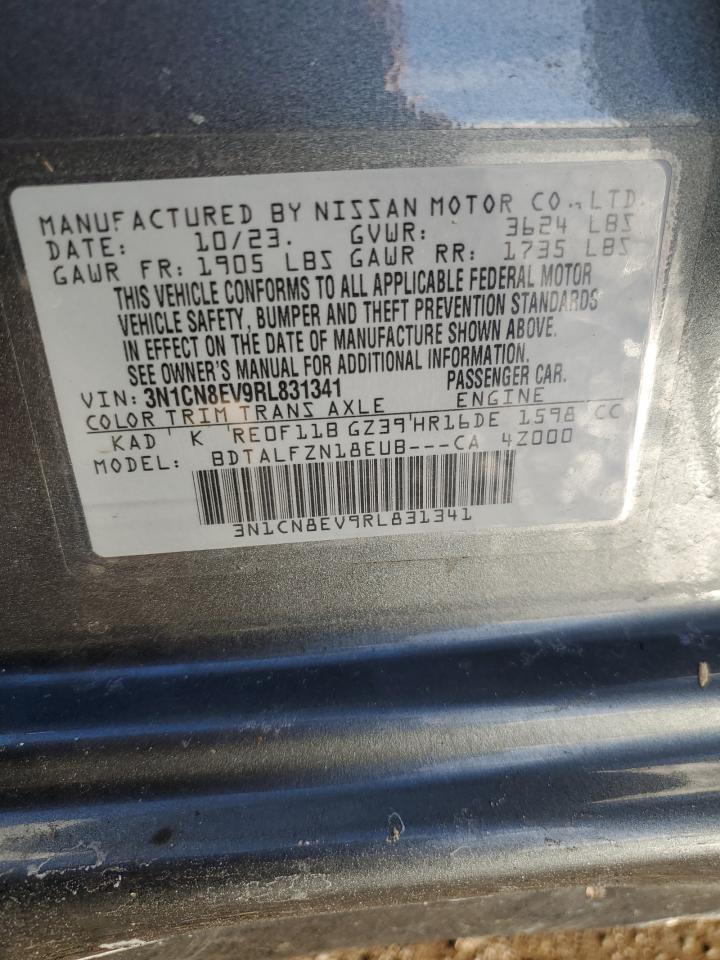 MANUFACTURED BY NISSAN MOTOR CO., LTD.
DATE: 10/23. GVWR: 3624 LBS
GAWR FR: 1905 LBS GAWR RR: 1735 LBS
THIS VEHICLE CONFORMS TO ALL APPLICABLE FEDERAL MOTOR
VEHICLE SAFETY, BUMPER AND THEFT PREVENTION STANDARDS
IN EFFECT ON THE DATE OF MANUFACTURE SHOWN ABOVE.
SEE OWNER'S MANUAL FOR ADDITIONAL INFORMATION.
VIN: 3N1CN8EV9RL831341 PASSENGER CAR.
COLOR TRIM TRANS AXLE ENGINE
KAD K RE0F11B GZ39 HR16DE 1598 CC
MODEL: BDTALFZN18EUB---CA 4Z000
3N1CN8EV9RL831341